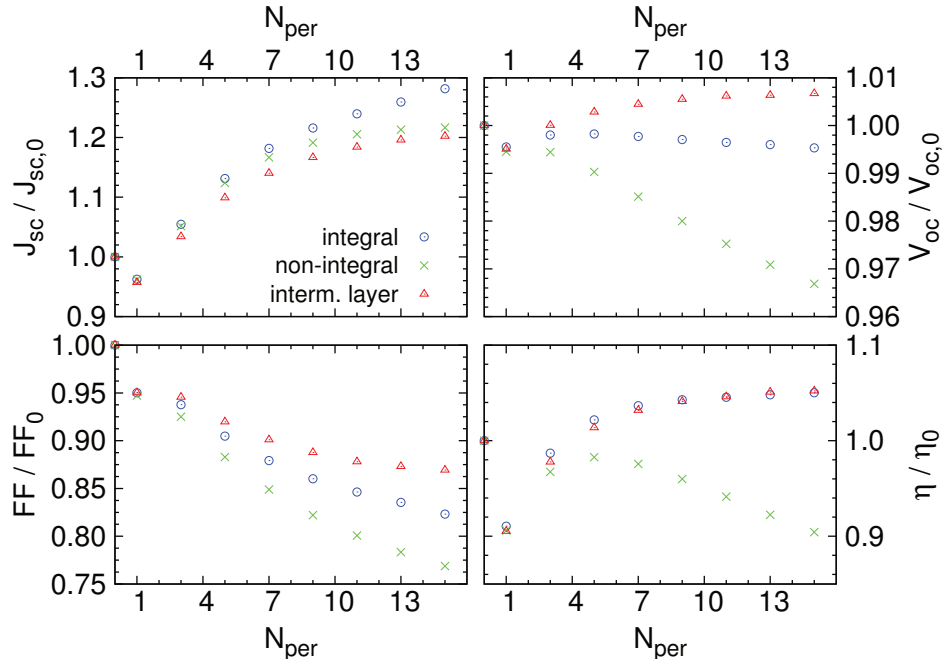 N_per
N_per
1 4 7 10 13
1 4 7 10 13
1.3
1.2
1.1
1.0
0.9
J_sc / J_sc,0
integral
non-integral
interm. layer
1.01
1.00
0.99
0.98
0.97
0.96
V_oc / V_oc,0
1.00
0.95
0.90
0.85
0.80
0.75
FF / FF_0
1.1
1.0
0.9
η / η_0
1 4 7 10 13
1 4 7 10 13
N_per
N_per